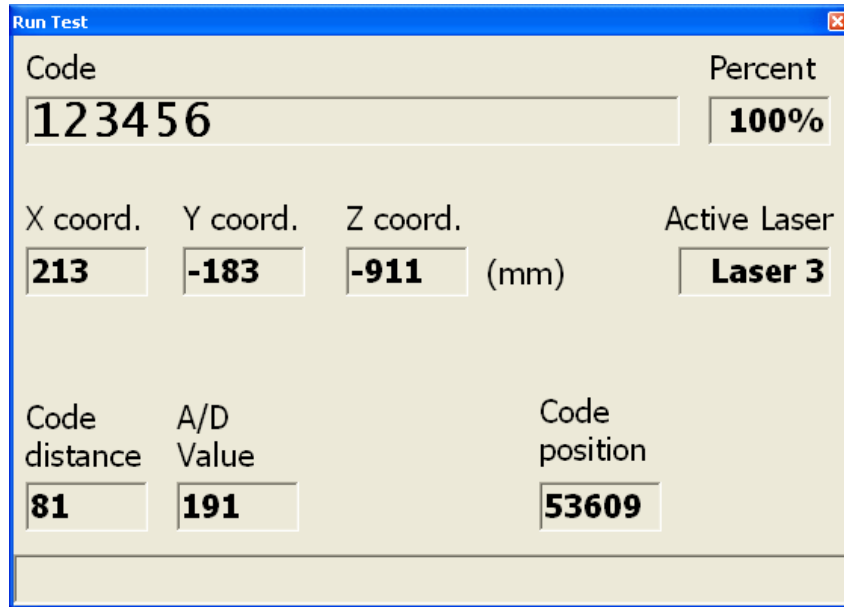 Run Test
Code Percent
123456 100%
X coord. Y coord. Z coord. Active Laser
213 -183 -911 (mm) Laser 3
Code A/D Code
distance Value position
81 191 53609